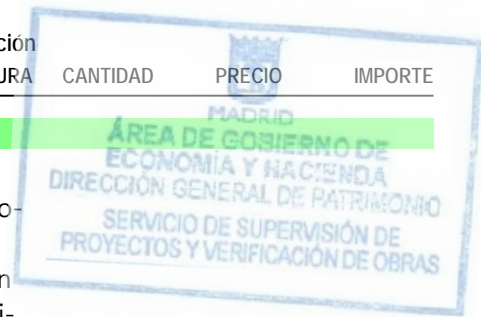 ción
URA CANTIDAD PRECIO IMPORTE
MADRID
ÁREA DE GOBIERNO DE
ECONOMÍA Y HACIENDA
DIRECCIÓN GENERAL DE PATRIMONIO
o-
SERVICIO DE SUPERVISIÓN DE
PROYECTOS Y VERIFICACIÓN DE OBRAS
n
i-